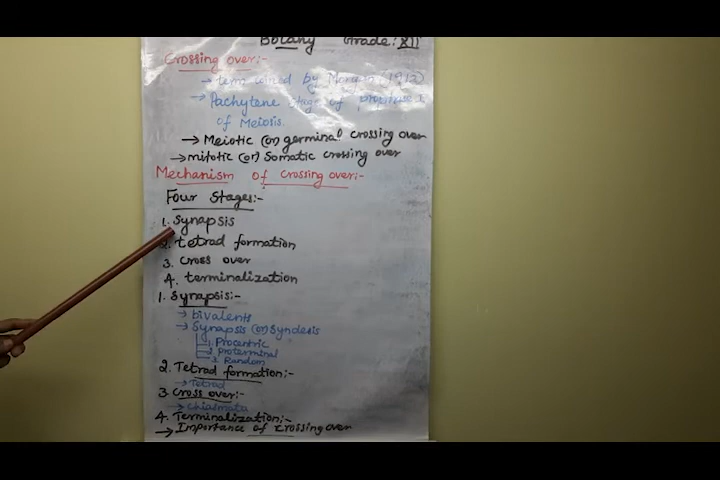 Botany Grade: XII
Crossing over:-
→ term coined by Morgan (1912)
→ Pachytene stage of prophase I
of Meiosis.
→ Meiotic (or) germinal crossing over
→ mitotic (or) Somatic crossing over
Mechanism of crossing over:-
Four Stages:-
1. Synapsis
2. tetrad formation
3. cross over
4. terminalization
1. Synapsis:-
→ bivalents
→ Synapsis (or) Syndesis
1. Procentric
2. Proterminal
3. Random
2. Tetrad formation:-
→ Tetrad
3. Cross over:-
→ chiasmata
4. Terminalization:-
→ Importance of crossing over